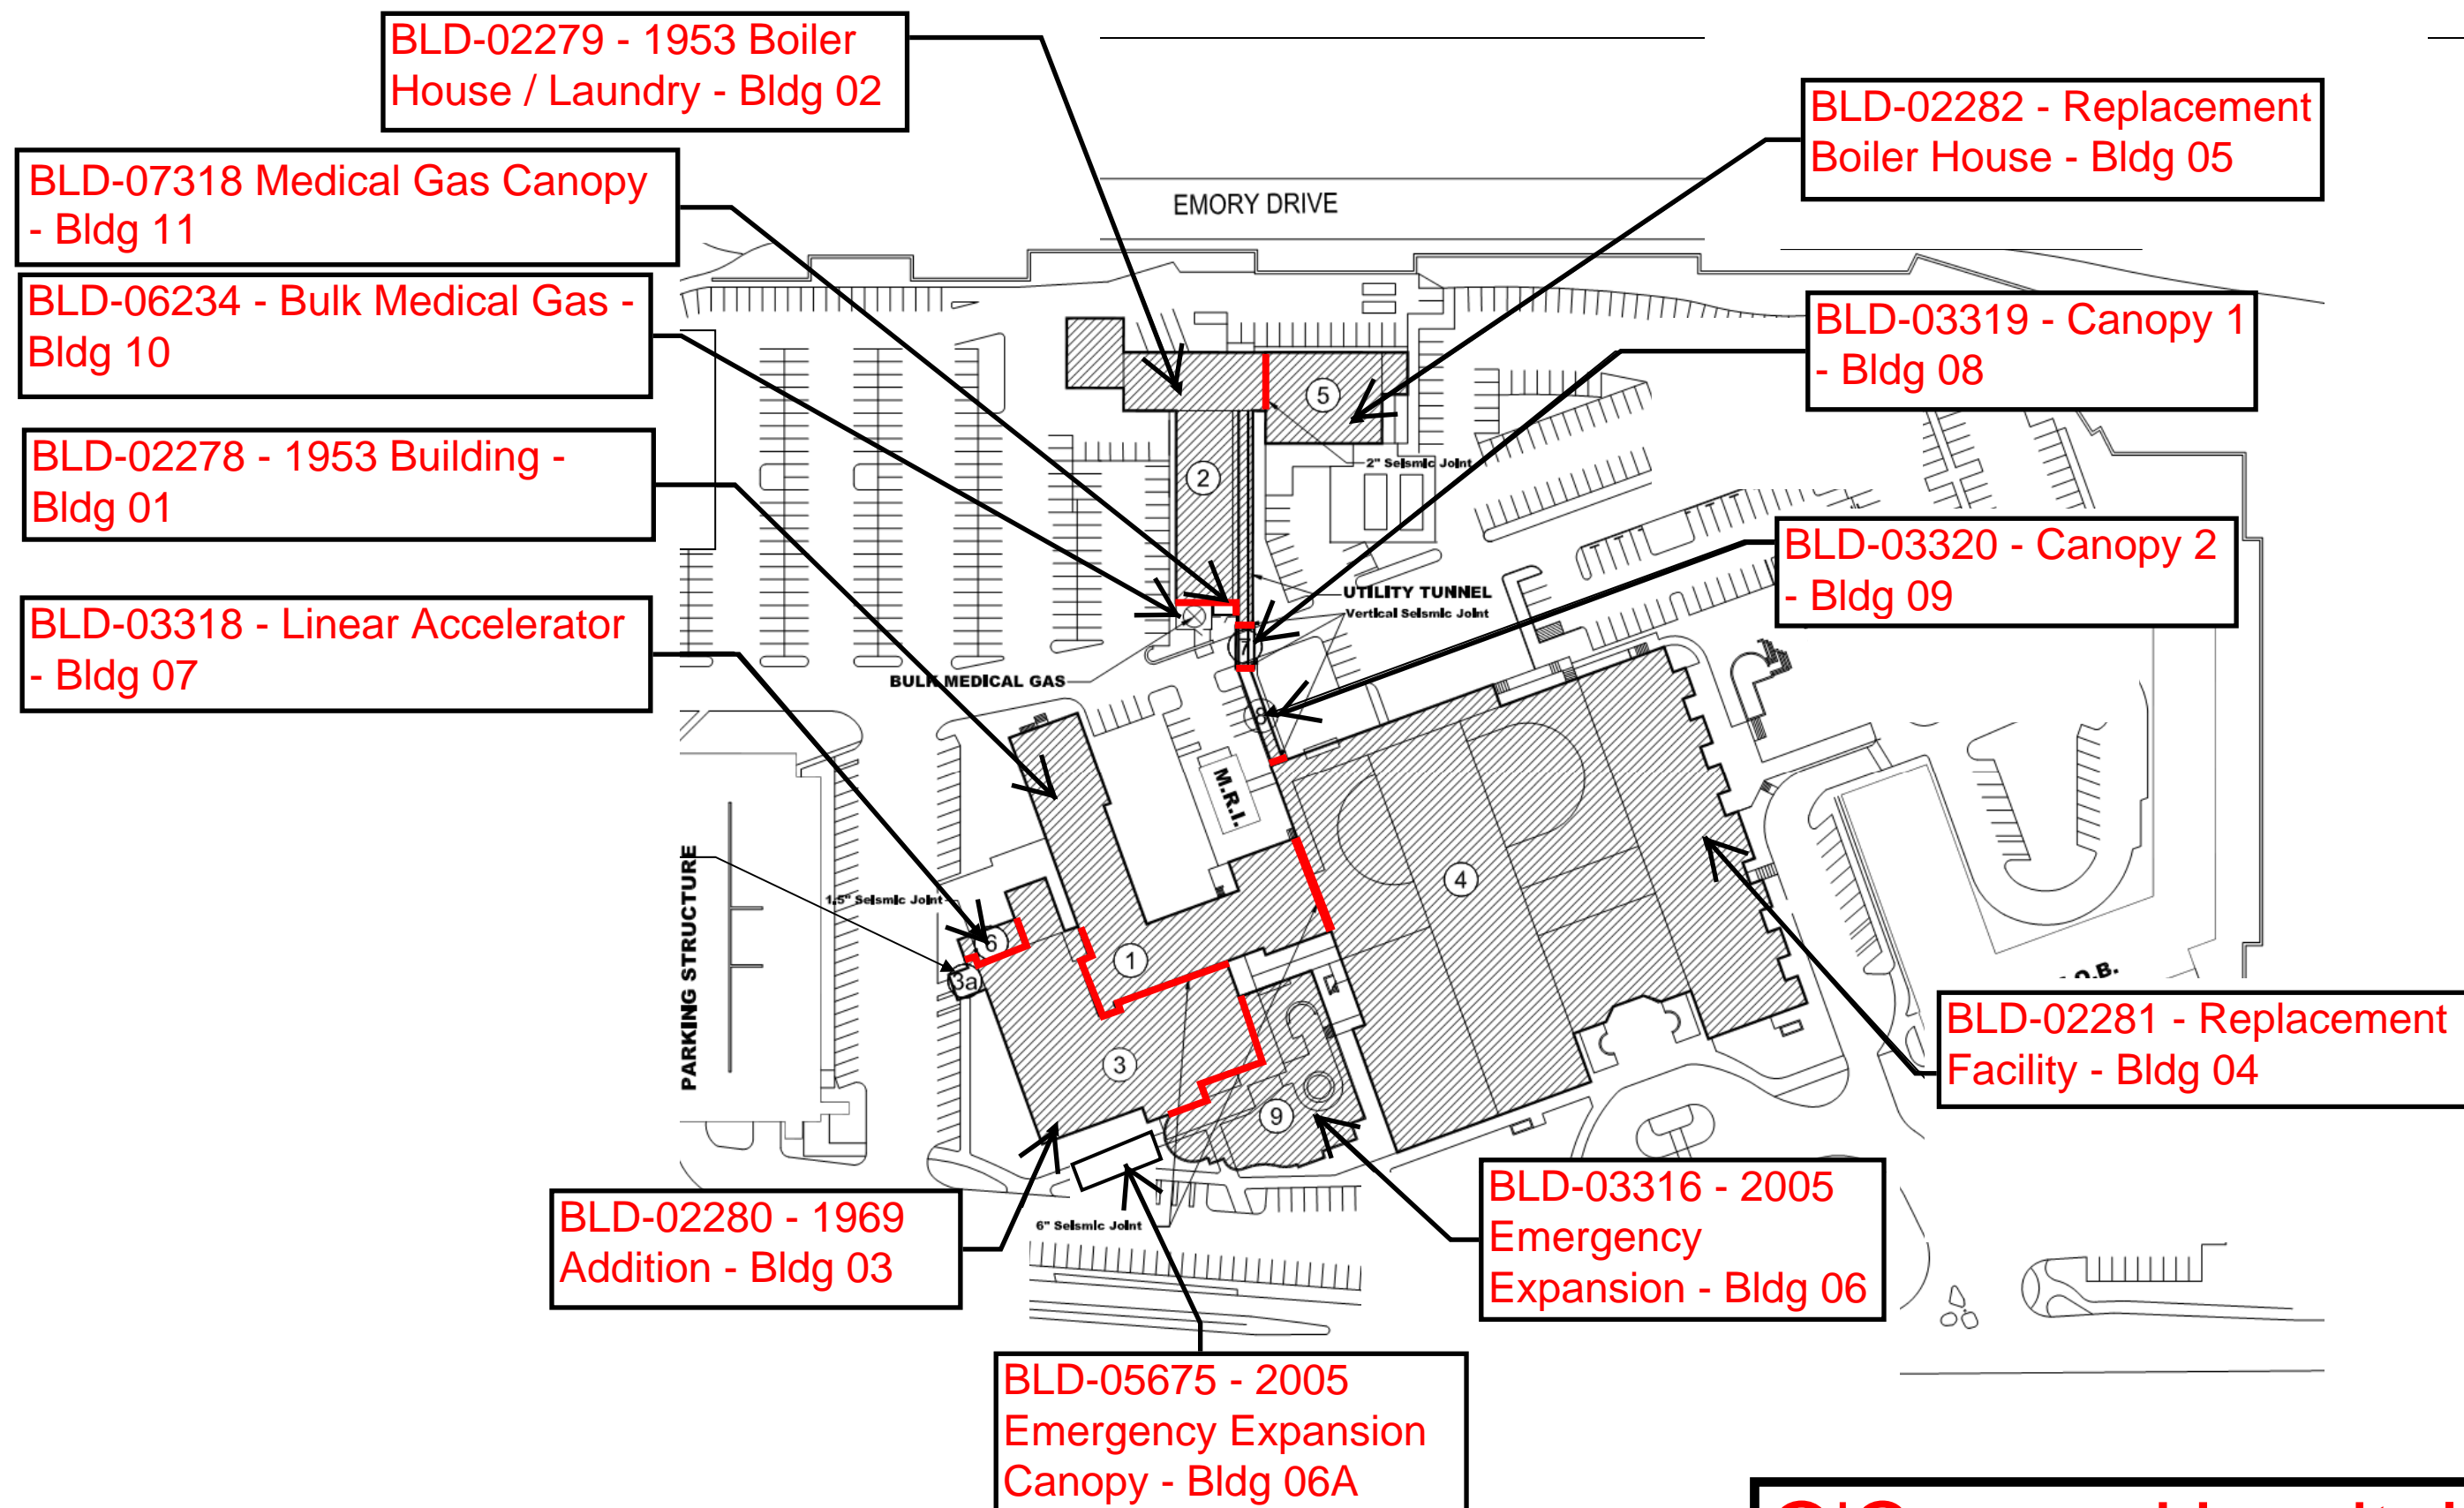 BLD-02279 - 1953 Boiler
House / Laundry - Bldg 02
BLD-02282 - Replacement
Boiler House - Bldg 05
BLD-07318 Medical Gas Canopy
- Bldg 11
EMORY DRIVE
BLD-06234 - Bulk Medical Gas -
Bldg 10
BLD-03319 - Canopy 1
- Bldg 08
5
BLD-02278 - 1953 Building -
Bldg 01
2" Seismic Joint
2
BLD-03320 - Canopy 2
- Bldg 09
UTILITY TUNNEL
Vertical Seismic Joint
BLD-03318 - Linear Accelerator
- Bldg 07
7
BULK MEDICAL GAS
8
M.R.I.
PARKING STRUCTURE
4
1.5" Seismic Joint
6
1
3a
O.B.
BLD-02281 - Replacement
Facility - Bldg 04
3
9
BLD-02280 - 1969
Addition - Bldg 03
6" Seismic Joint
BLD-03316 - 2005
Emergency
Expansion - Bldg 06
BLD-05675 - 2005
Emergency Expansion
Canopy - Bldg 06A